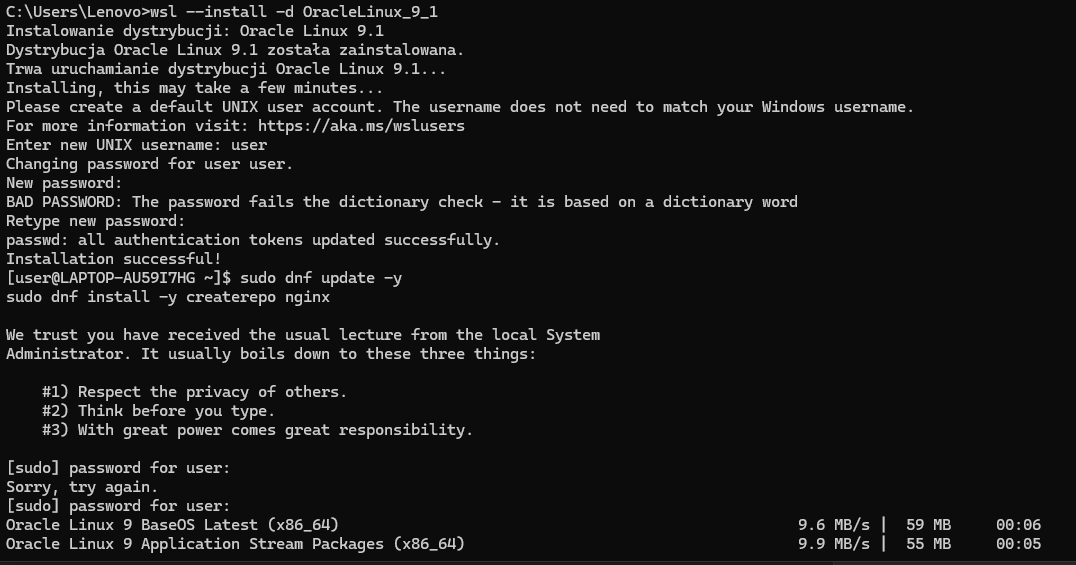 C:\Users\Lenovo>wsl --install -d OracleLinux_9_1
Instalowanie dystrybucji: Oracle Linux 9.1
Dystrybucja Oracle Linux 9.1 została zainstalowana.
Trwa uruchamianie dystrybucji Oracle Linux 9.1...
Installing, this may take a few minutes...
Please create a default UNIX user account. The username does not need to match your Windows username.
For more information visit: https://aka.ms/wslusers
Enter new UNIX username: user
Changing password for user user.
New password:
BAD PASSWORD: The password fails the dictionary check - it is based on a dictionary word
Retype new password:
passwd: all authentication tokens updated successfully.
Installation successful!
[user@LAPTOP-AU59I7HG ~]$ sudo dnf update -y
sudo dnf install -y createrepo nginx

We trust you have received the usual lecture from the local System
Administrator. It usually boils down to these three things:

    #1) Respect the privacy of others.
    #2) Think before you type.
    #3) With great power comes great responsibility.

[sudo] password for user:
Sorry, try again.
[sudo] password for user:
Oracle Linux 9 BaseOS Latest (x86_64) 9.6 MB/s | 59 MB 00:06
Oracle Linux 9 Application Stream Packages (x86_64) 9.9 MB/s | 55 MB 00:05